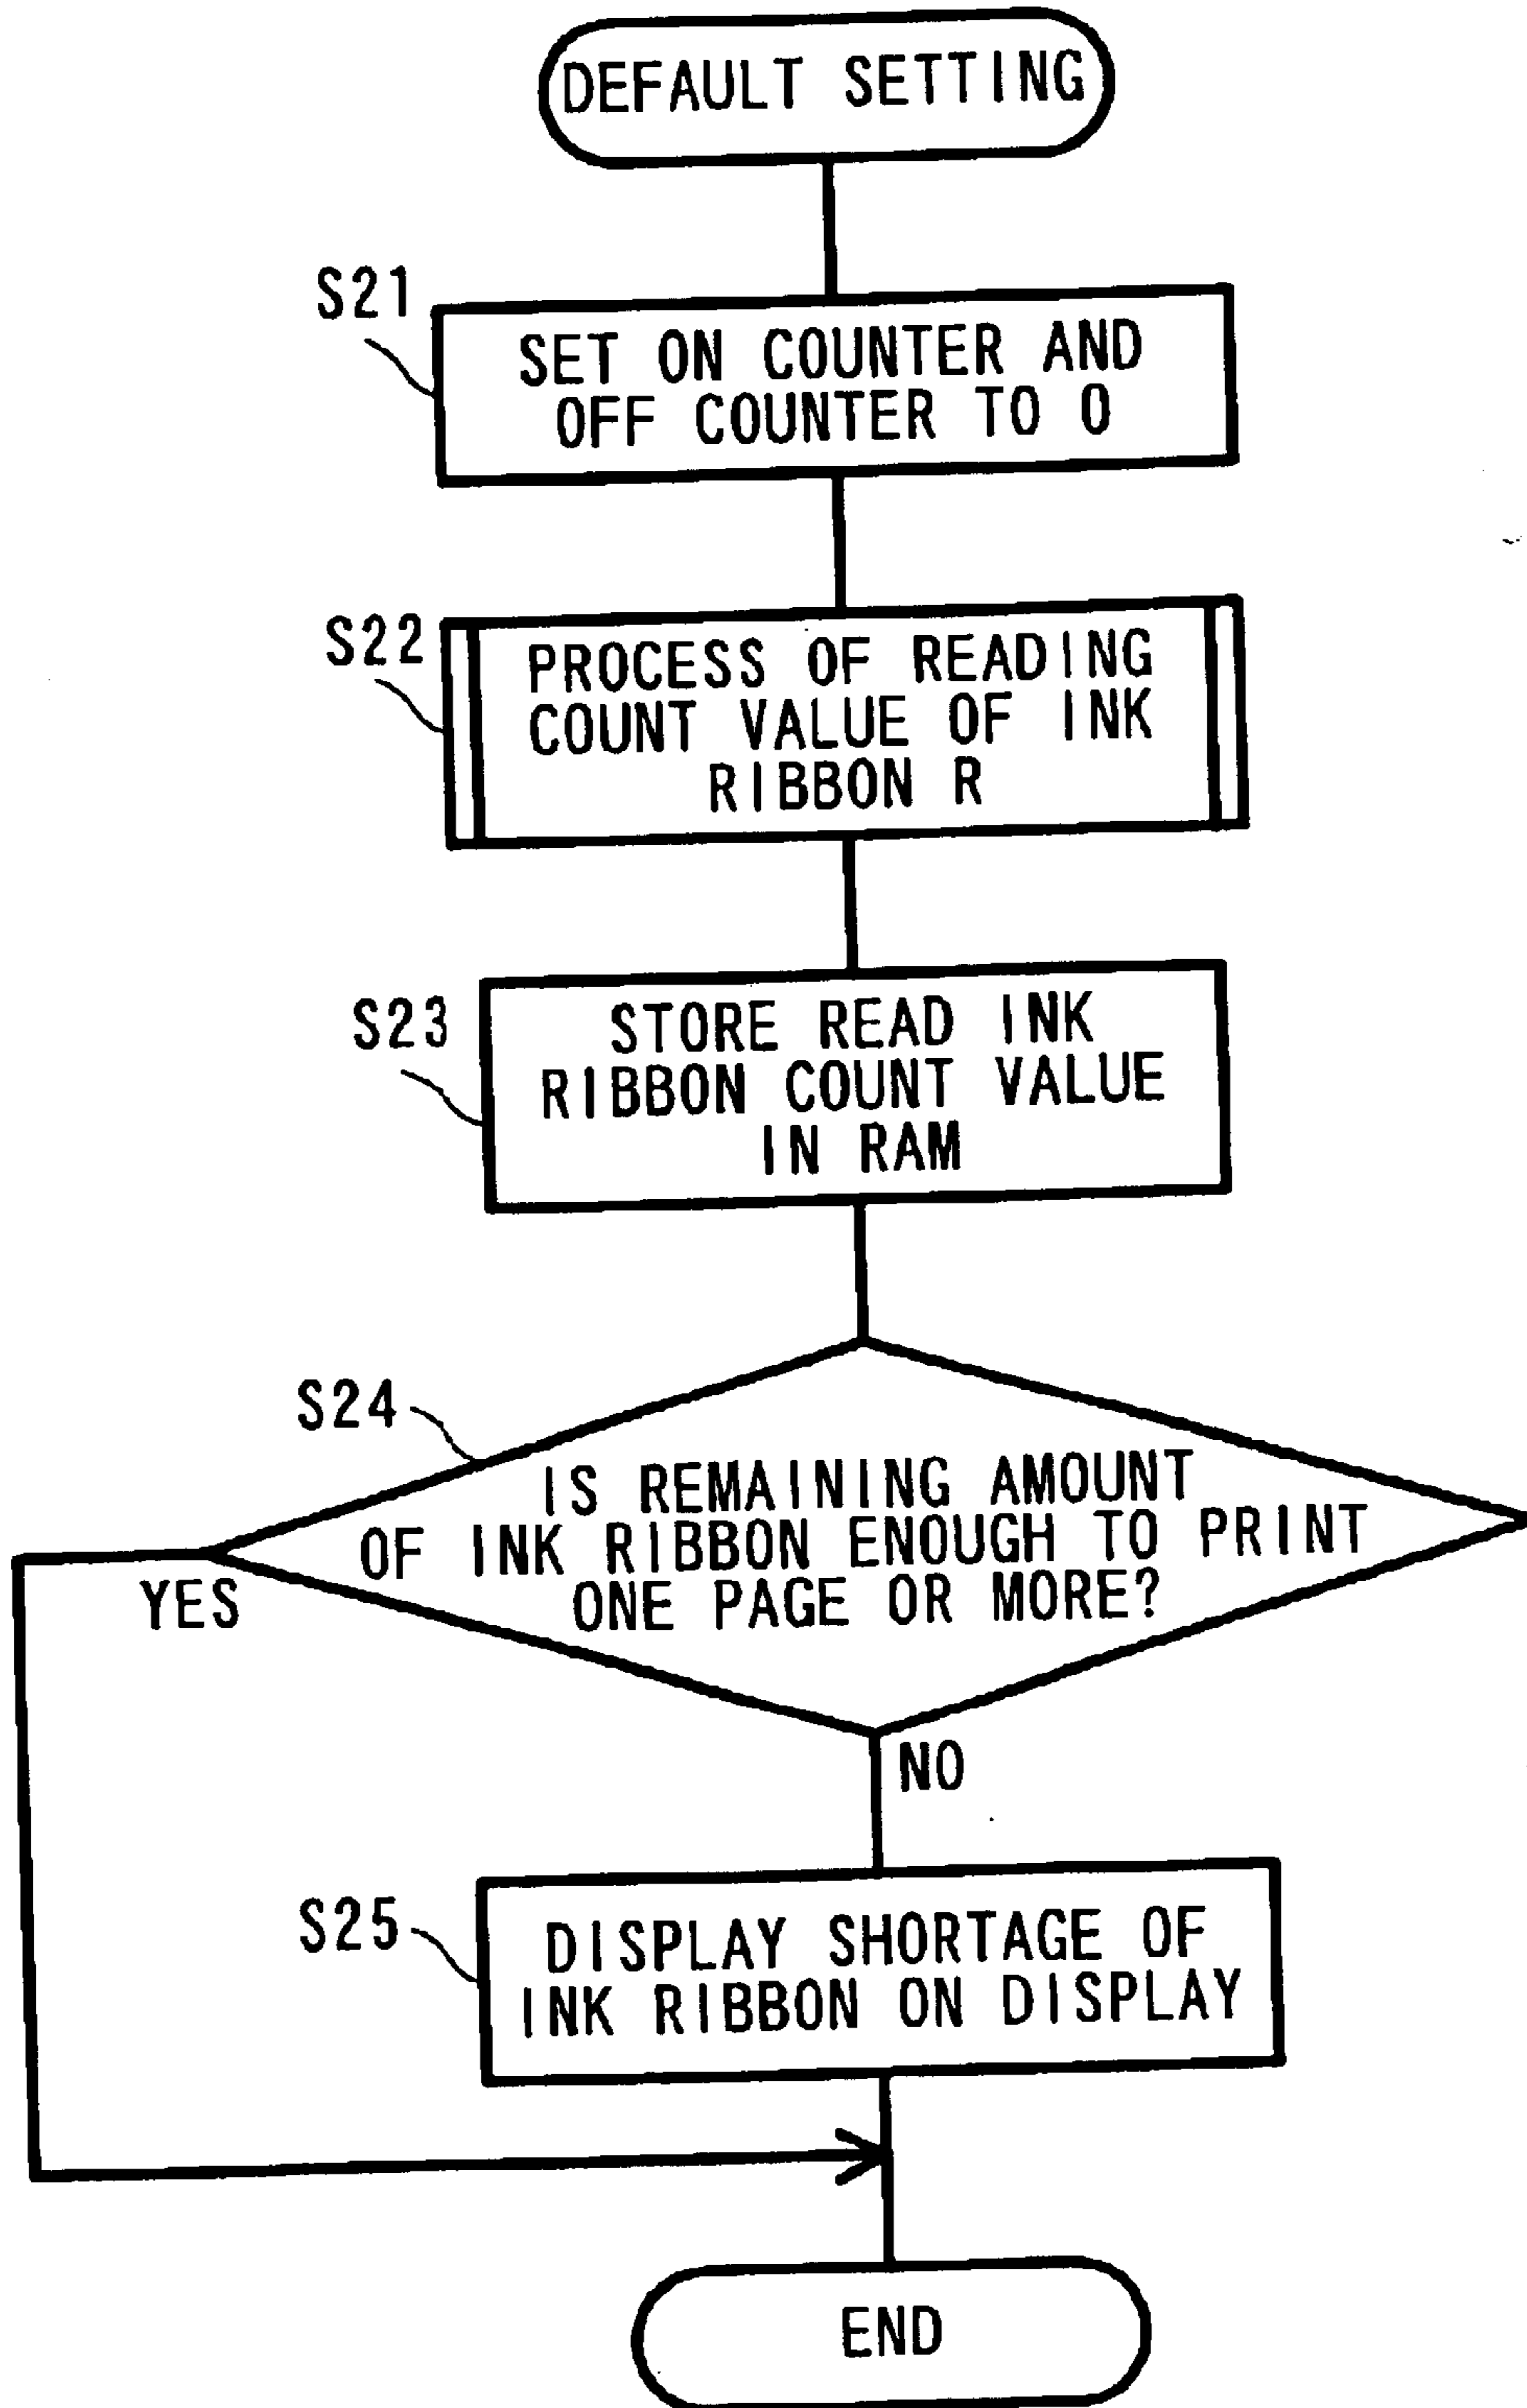 DEFAULT SETTING
S21
SET ON COUNTER AND
OFF COUNTER TO 0
S22
PROCESS OF READING
COUNT VALUE OF INK
RIBBON R
S23
STORE READ INK
RIBBON COUNT VALUE
IN RAM
S24
IS REMAINING AMOUNT
OF INK RIBBON ENOUGH TO PRINT
ONE PAGE OR MORE?
YES
NO
S25
DISPLAY SHORTAGE OF
INK RIBBON ON DISPLAY
END